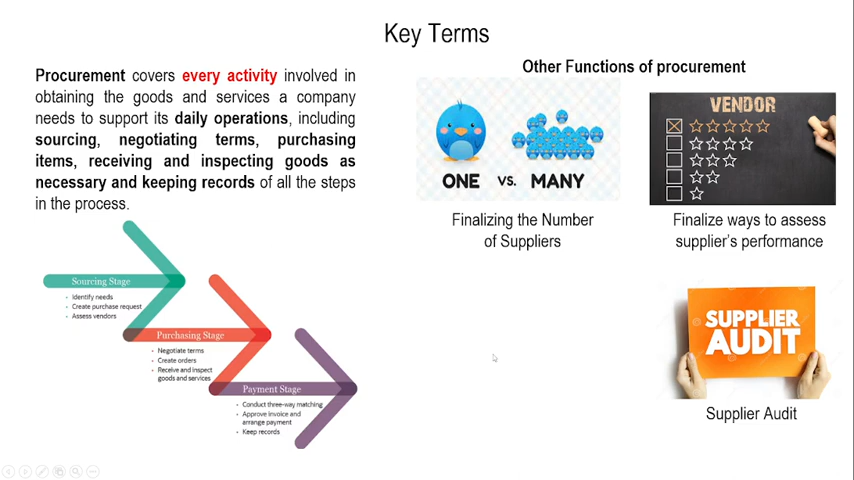 Key Terms
Procurement covers every activity involved in
obtaining the goods and services a company
needs to support its daily operations, including
sourcing, negotiating terms, purchasing
items, receiving and inspecting goods as
necessary and keeping records of all the steps
in the process.
Sourcing Stage
• Identify needs
• Create purchase request
• Assess vendors
Purchasing Stage
• Negotiate terms
• Create orders
• Receive and inspect
goods and services
Payment Stage
• Conduct three-way matching
• Approve invoice and
arrange payment
• Keep records
Other Functions of procurement
ONE VS. MANY
Finalizing the Number
of Suppliers
VENDOR
Finalize ways to assess
supplier's performance
SUPPLIER
AUDIT
Supplier Audit